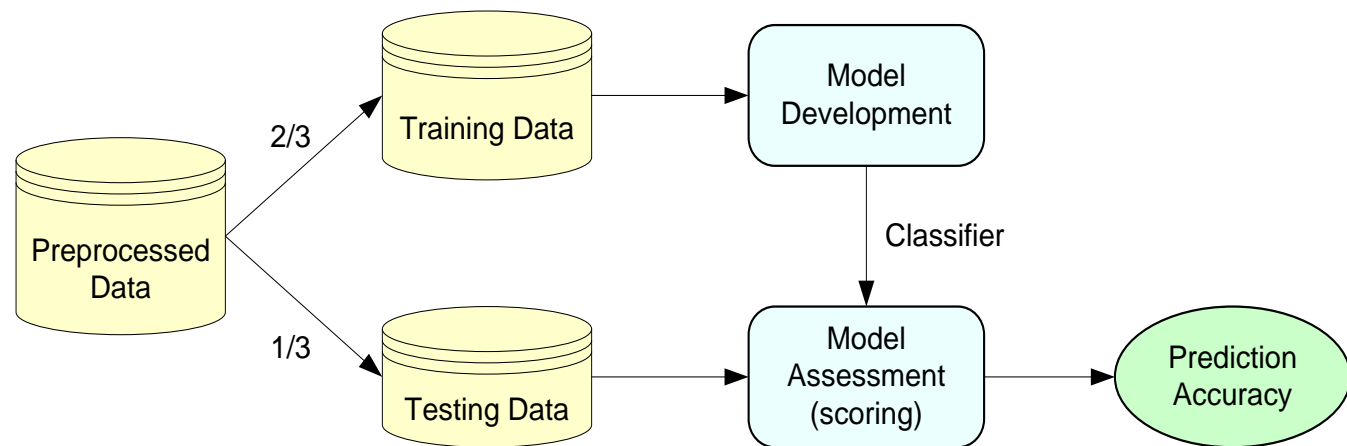 Preprocessed
Data
2/3
1/3
Training Data
Testing Data
Model
Development
Classifier
Model
Assessment
(scoring)
Prediction
Accuracy